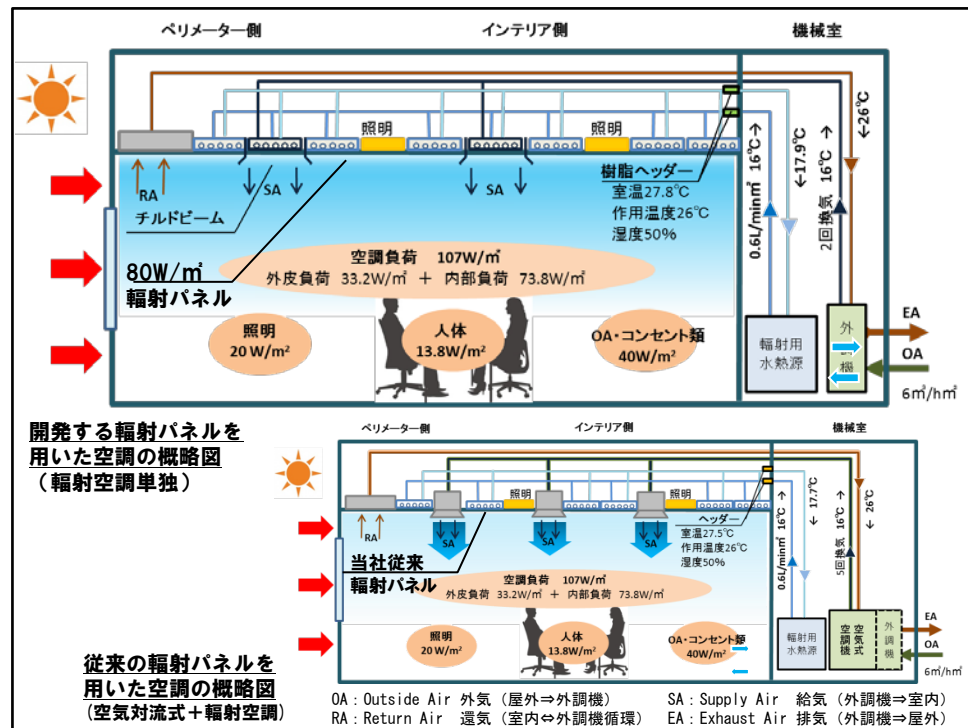 ペリメーター側
インテリア側
機械室
照明
照明
RA
SA
SA
チルドビーム
樹脂ヘッダー
室温27.8℃
作用温度26℃
湿度50%
80W/㎡
輻射パネル
空調負荷 107W/㎡
外皮負荷 33.2W/㎡ + 内部負荷 73.8W/㎡
照明
20W/m²
人体
13.8W/m²
OA・コンセント類
40W/m²
0.6L/min㎡ 16℃→
←17.9℃
2回換気 16℃→
←26℃
輻射用
水熱源
外
機
EA
OA
6㎡/h㎡
開発する輻射パネルを
用いた空調の概略図
(輻射空調単独)
ペリメーター側
インテリア側
機械室
照明
照明
RA
SA
SA
SA
当社従来
輻射パネル
ヘッダー
室温27.5℃
作用温度26℃
湿度50%
空調負荷 107W/㎡
外皮負荷 33.2W/㎡ + 内部負荷 73.8W/㎡
照明
20W/m²
人体
13.8W/m²
OA・コンセント類
40W/m²
0.6L/min㎡ 16℃→
←17.7℃
5回換気 16℃→
←26℃
輻射用
水熱源
空気式
空調機
外調機
EA
OA
6㎡/h㎡
従来の輻射パネルを
用いた空調の概略図
(空気対流式+輻射空調)
OA:Outside Air 外気(屋外⇒外調機)
SA:Supply Air 給気(外調機⇒室内)
RA:Return Air 還気(室内⇔外調機循環)
EA:Exhaust Air 排気(外調機⇒屋外)